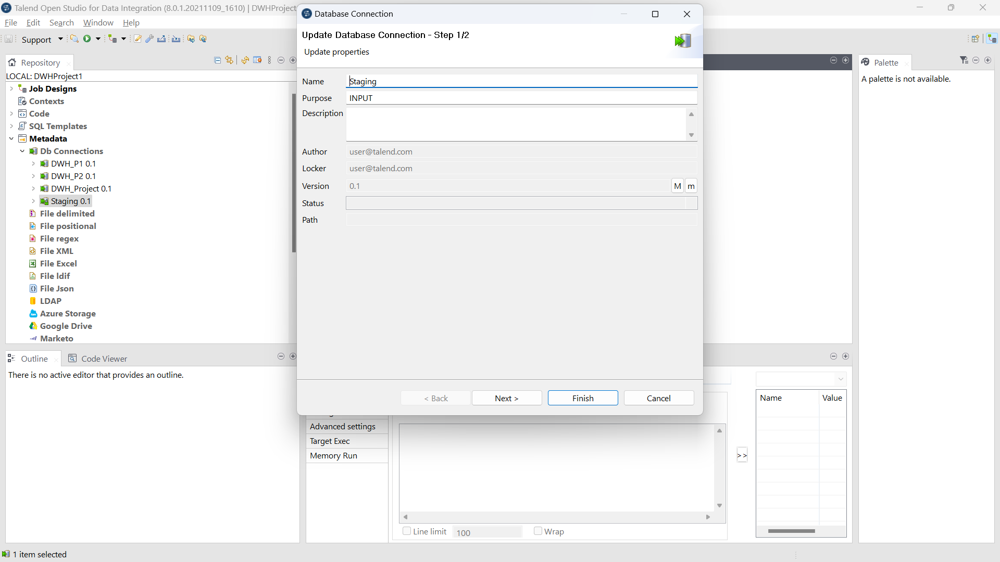 Talend Open Studio for Data Integration (8.0.1.20211109_1610) | DWHProject
File Edit Search Window Help
Support
Repository
LOCAL: DWHProject1
Job Designs
Contexts
Code
SQL Templates
Metadata
Db Connections
DWH_P1 0.1
DWH_P2 0.1
DWH_Project 0.1
Staging 0.1
File delimited
File positional
File regex
File XML
File Excel
File ldif
File Json
LDAP
Azure Storage
Google Drive
Marketo
Outline
Code Viewer
There is no active editor that provides an outline.
Database Connection
Update Database Connection - Step 1/2
Update properties
Name Staging
Purpose INPUT
Description
Author user@talend.com
Locker user@talend.com
Version 0.1 M m
Status
Path
< Back Next > Finish Cancel
Advanced settings
Target Exec
Memory Run
Line limit 100 Wrap
>>
Name Value
Palette
A palette is not available.
1 item selected